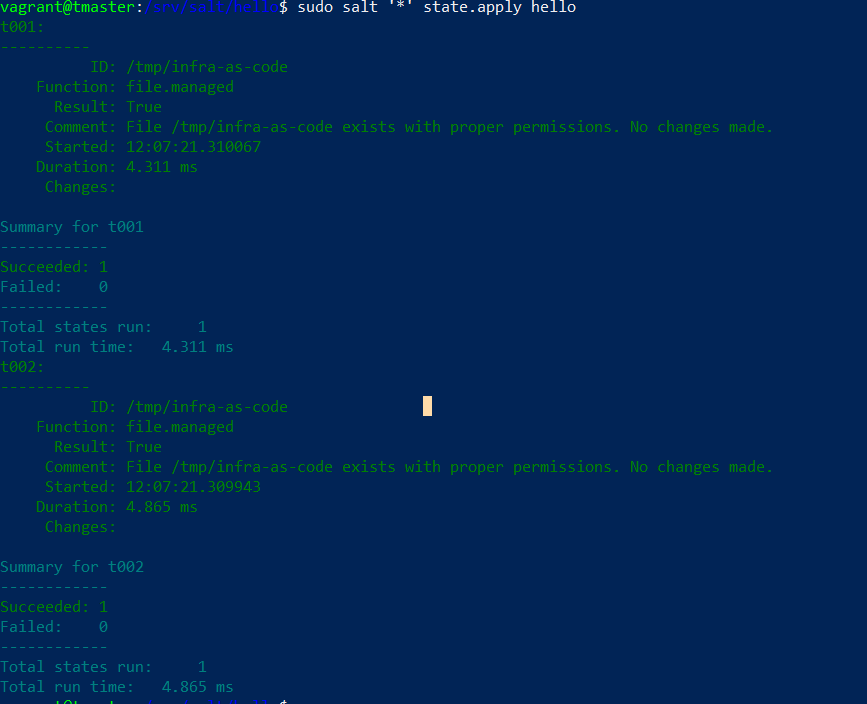 vagrant@tmaster:/srv/salt/hello$ sudo salt '*' state.apply hello
t001:
----------
          ID: /tmp/infra-as-code
    Function: file.managed
      Result: True
     Comment: File /tmp/infra-as-code exists with proper permissions. No changes made.
     Started: 12:07:21.310067
    Duration: 4.311 ms
     Changes:

Summary for t001
------------
Succeeded: 1
Failed:    0
------------
Total states run:     1
Total run time:   4.311 ms
t002:
----------
          ID: /tmp/infra-as-code
    Function: file.managed
      Result: True
     Comment: File /tmp/infra-as-code exists with proper permissions. No changes made.
     Started: 12:07:21.309943
    Duration: 4.865 ms
     Changes:

Summary for t002
------------
Succeeded: 1
Failed:    0
------------
Total states run:     1
Total run time:   4.865 ms